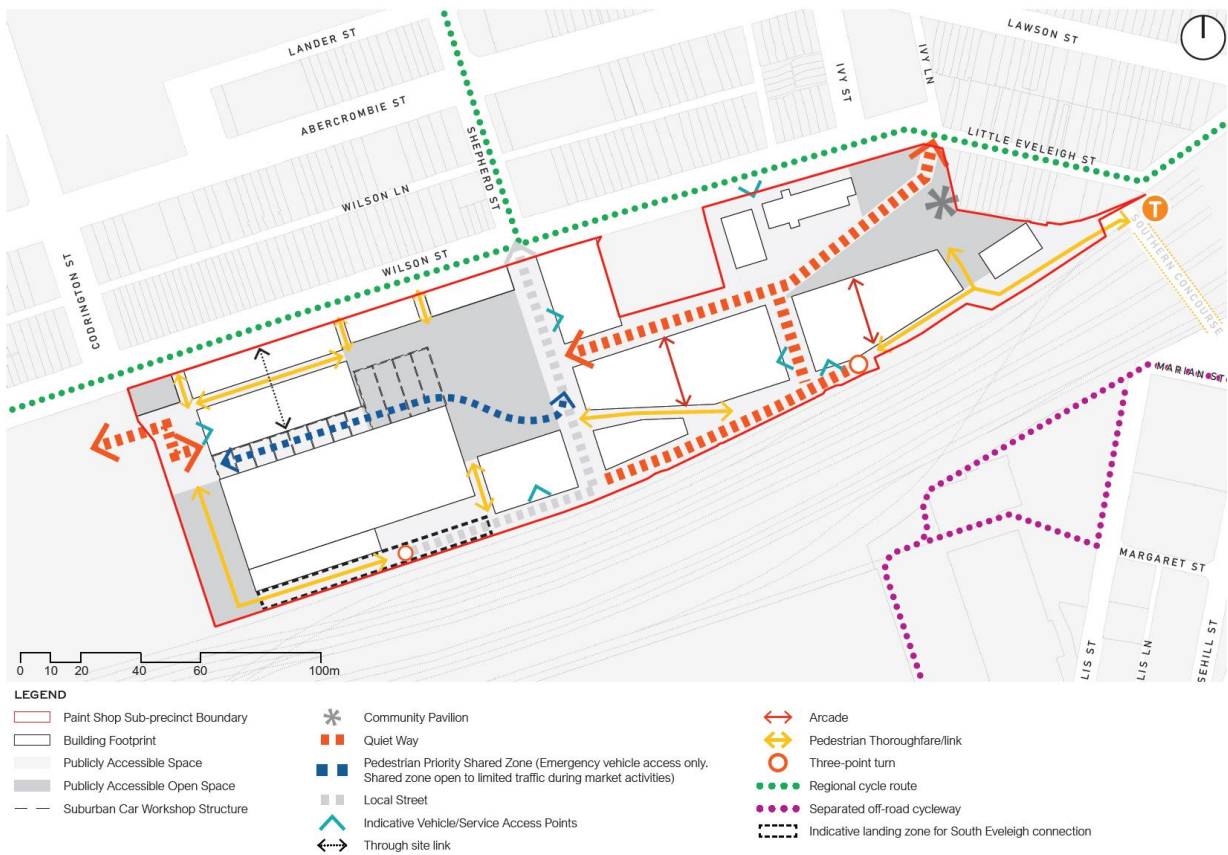 LANDER ST
LAWSON ST
ABERCROMBIE ST
IVY ST
IVY LN
SHEPHERD ST
LITTLE EVELEIGH ST
WILSON LN
T
WILSON ST
CODRINGTON ST
SOUTHERN CONCOURSE
MARIAN ST
MARGARET ST
LIS ST
LIS LN
SEHILL ST
0 10 20 40 60 100m
LEGEND
Paint Shop Sub-precinct Boundary
Building Footprint
Publicly Accessible Space
Publicly Accessible Open Space
Suburban Car Workshop Structure
Community Pavilion
Quiet Way
Pedestrian Priority Shared Zone (Emergency vehicle access only.
Shared zone open to limited traffic during market activities)
Local Street
Indicative Vehicle/Service Access Points
Through site link
Arcade
Pedestrian Thoroughfare/link
Three-point turn
Regional cycle route
Separated off-road cycleway
Indicative landing zone for South Eveleigh connection